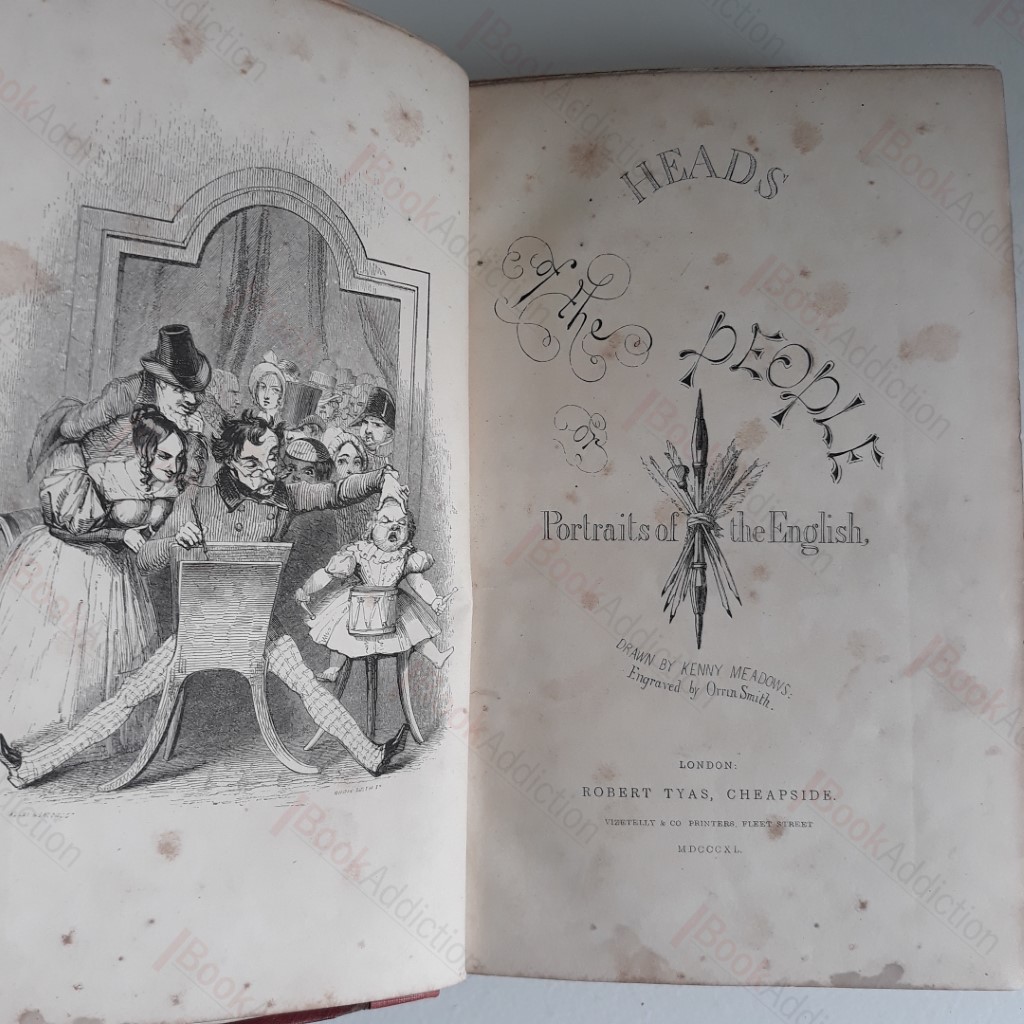 HEADS
of the
PEOPLE
or
Portraits of the English,
DRAWN BY KENNY MEADOWS:
Engraved by Orrin Smith.
LONDON:
ROBERT TYAS, CHEAPSIDE.
VIZETELLY & CO. PRINTERS, FLEET STREET
MDCCCXL.
BookAddiction